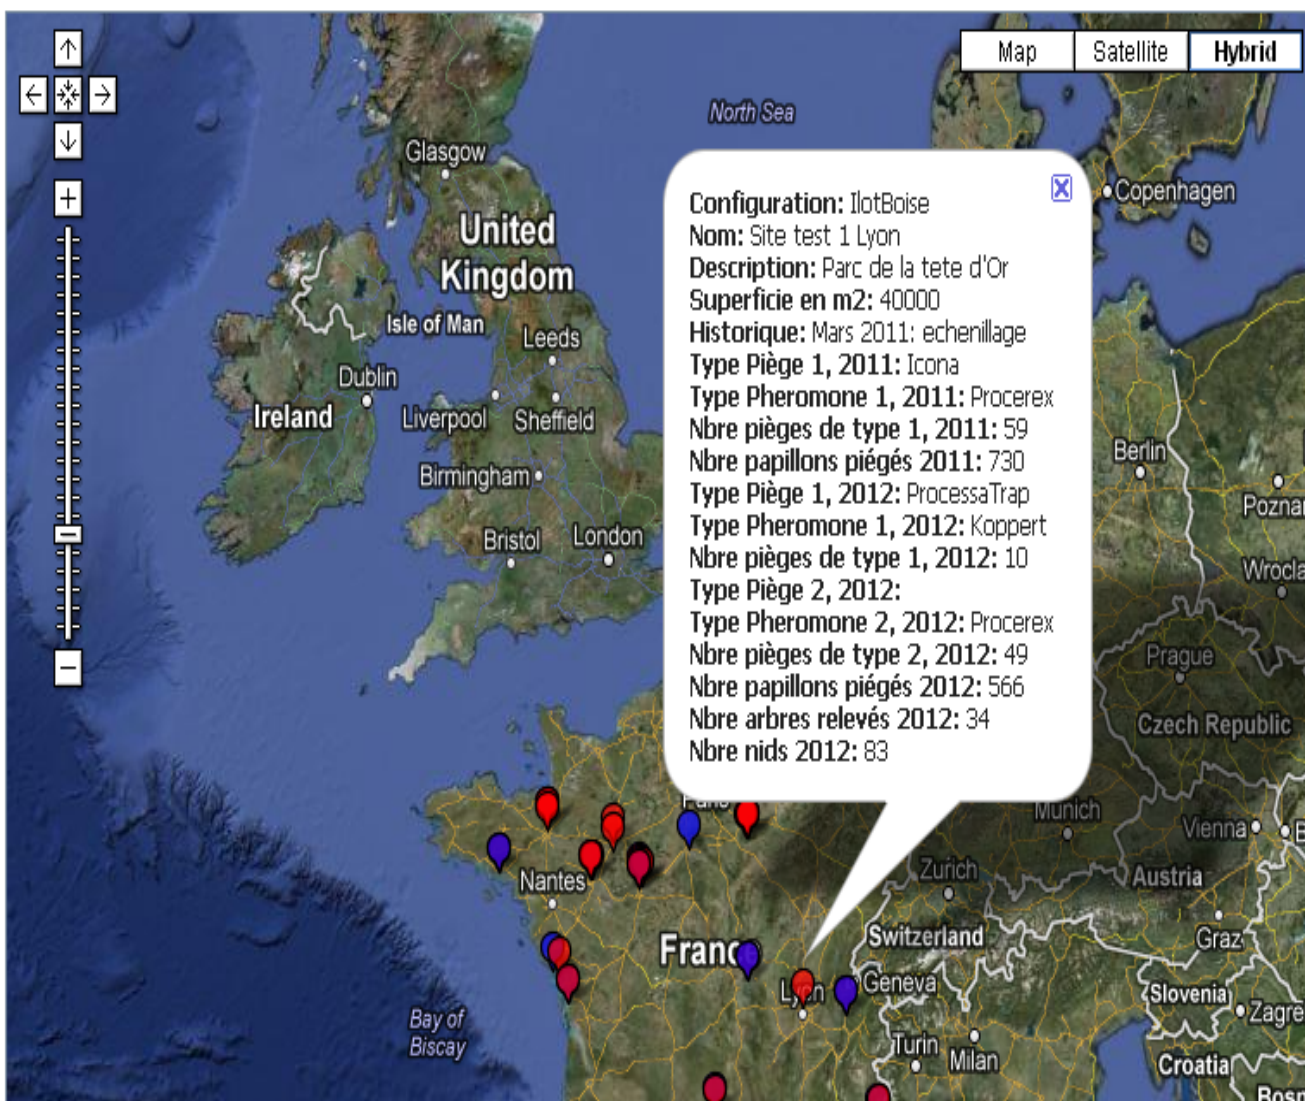 Map
Satellite
Hybrid
North Sea
Glasgow
Copenhagen
United
Kingdom
Isle of Man
Leeds
Dublin
Ireland
Liverpool
Sheffield
Birmingham
Berlin
Bristol
London
Prague
Czech Republic
Configuration: IlotBoise
Nom: Site test 1 Lyon
Description: Parc de la tete d'Or
Superficie en m2: 40000
Historique: Mars 2011: echenillage
Type Piège 1, 2011: Icona
Type Pheromone 1, 2011: Procerex
Nbre pièges de type 1, 2011: 59
Nbre papillons piégés 2011: 730
Type Piège 1, 2012: ProcessaTrap
Type Pheromone 1, 2012: Koppert
Nbre pièges de type 1, 2012: 10
Type Piège 2, 2012:
Type Pheromone 2, 2012: Procerex
Nbre pièges de type 2, 2012: 49
Nbre papillons piégés 2012: 566
Nbre arbres relevés 2012: 34
Nbre nids 2012: 83
Paris
Munich
Vienna
Nantes
Zurich
Austria
France
Switzerland
Graz
Lyon
Geneva
Slovenia
Bay of
Biscay
Turin
Milan
Croatia